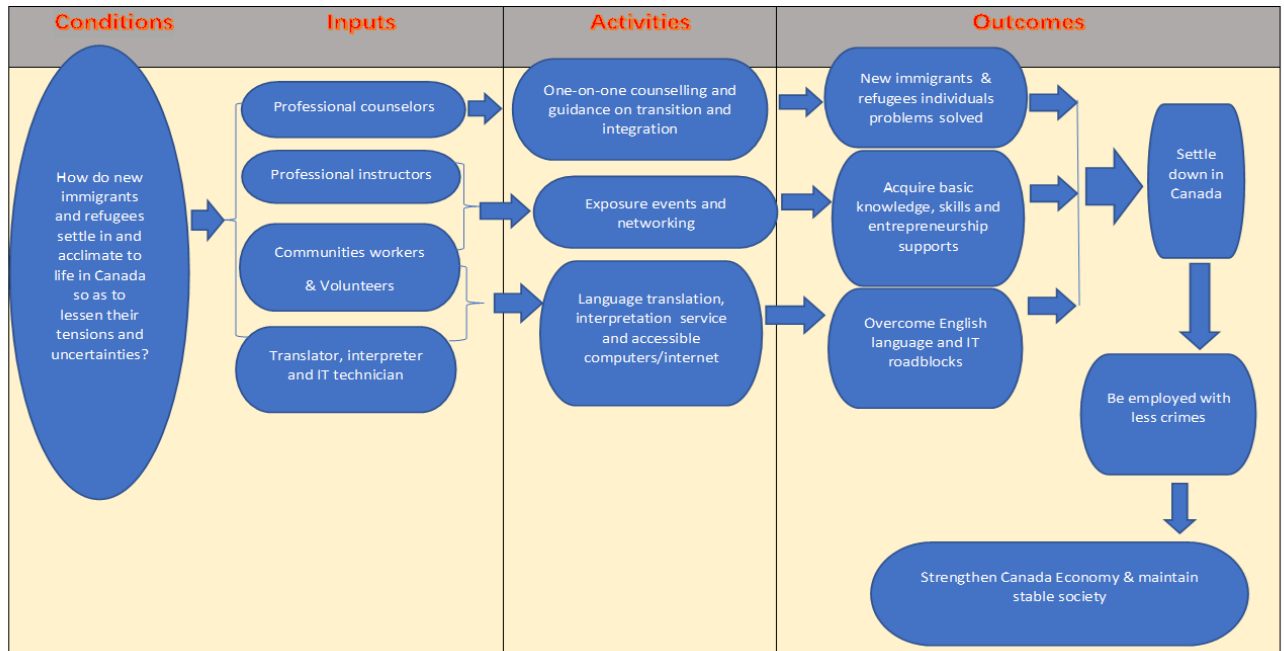 Conditions
Inputs
Activities
Outcomes
How do new
immigrants
and refugees
settle in and
acclimate to
life in Canada
so as to
lessen their
tensions and
uncertainties?
Professional counselors
Professional instructors
Communities workers
& Volunteers
Translator, interpreter
and IT technician
One-on-one counselling and
guidance on transition and
integration
Exposure events and
networking
Language translation,
interpretation service
and accessible
computers/internet
New immigrants &
refugees individuals
problems solved
Acquire basic
knowledge, skills and
entrepreneurship
supports
Overcome English
language and IT
roadblocks
Settle
down in
Canada
Be employed with
less crimes
Strengthen Canada Economy & maintain
stable society